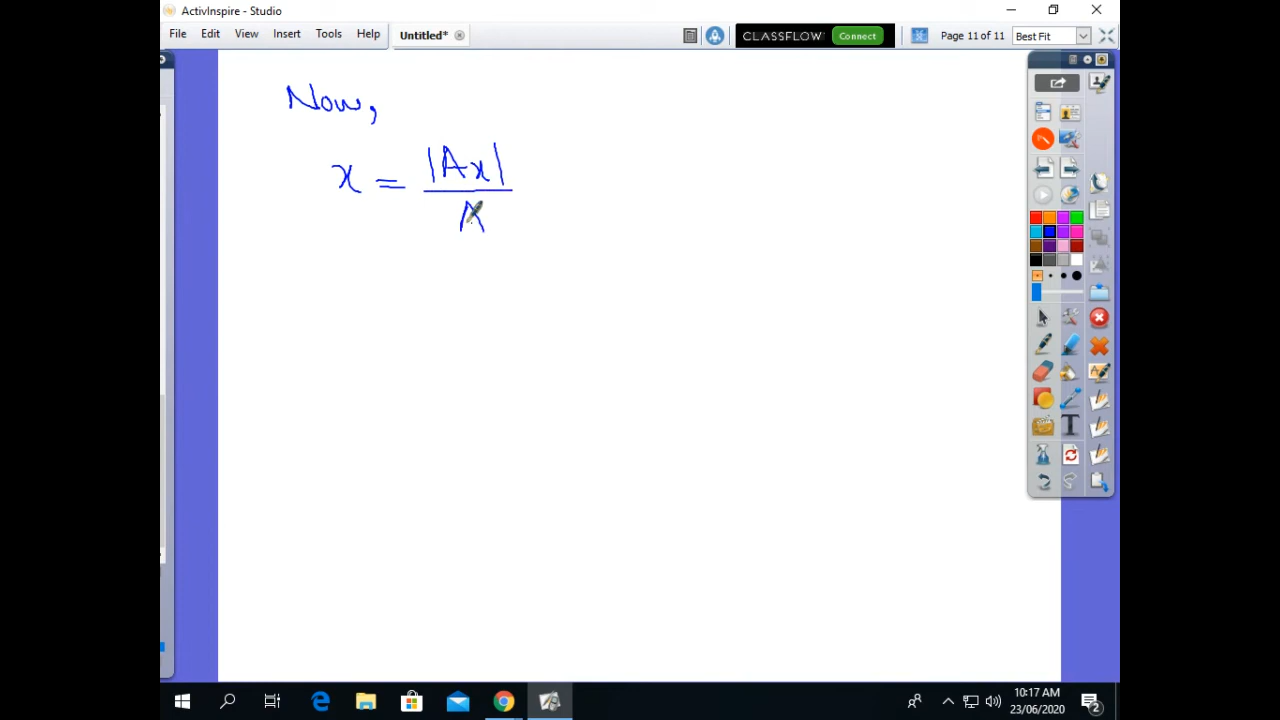 ActivInspire - Studio
File Edit View Insert Tools Help Untitled* CLASSFLOW Connect Page 11 of 11 Best Fit
Now,
x = |Ax|
A
T
10:17 AM
23/06/2020
2